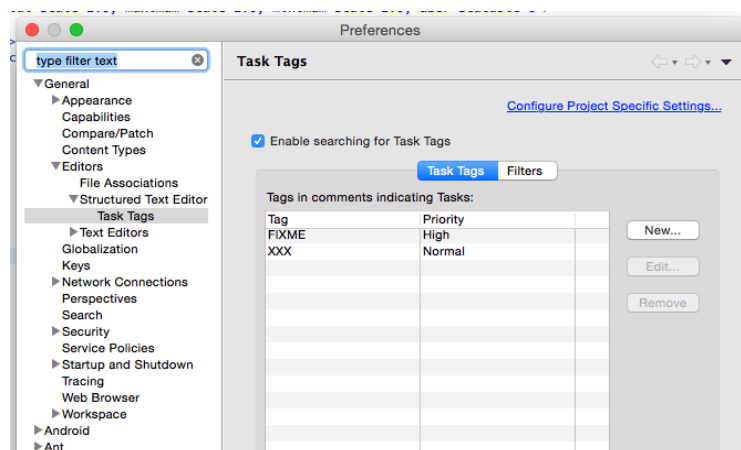 Preferences
type filter text
Task Tags
General
Appearance
Capabilities
Compare/Patch
Content Types
Editors
File Associations
Structured Text Editor
Task Tags
Text Editors
Globalization
Keys
Network Connections
Perspectives
Search
Security
Service Policies
Startup and Shutdown
Tracing
Web Browser
Workspace
Android
Ant
Configure Project Specific Settings...
Enable searching for Task Tags
Task Tags Filters
Tags in comments indicating Tasks:
Tag Priority
FIXME High
XXX Normal
New...
Edit...
Remove